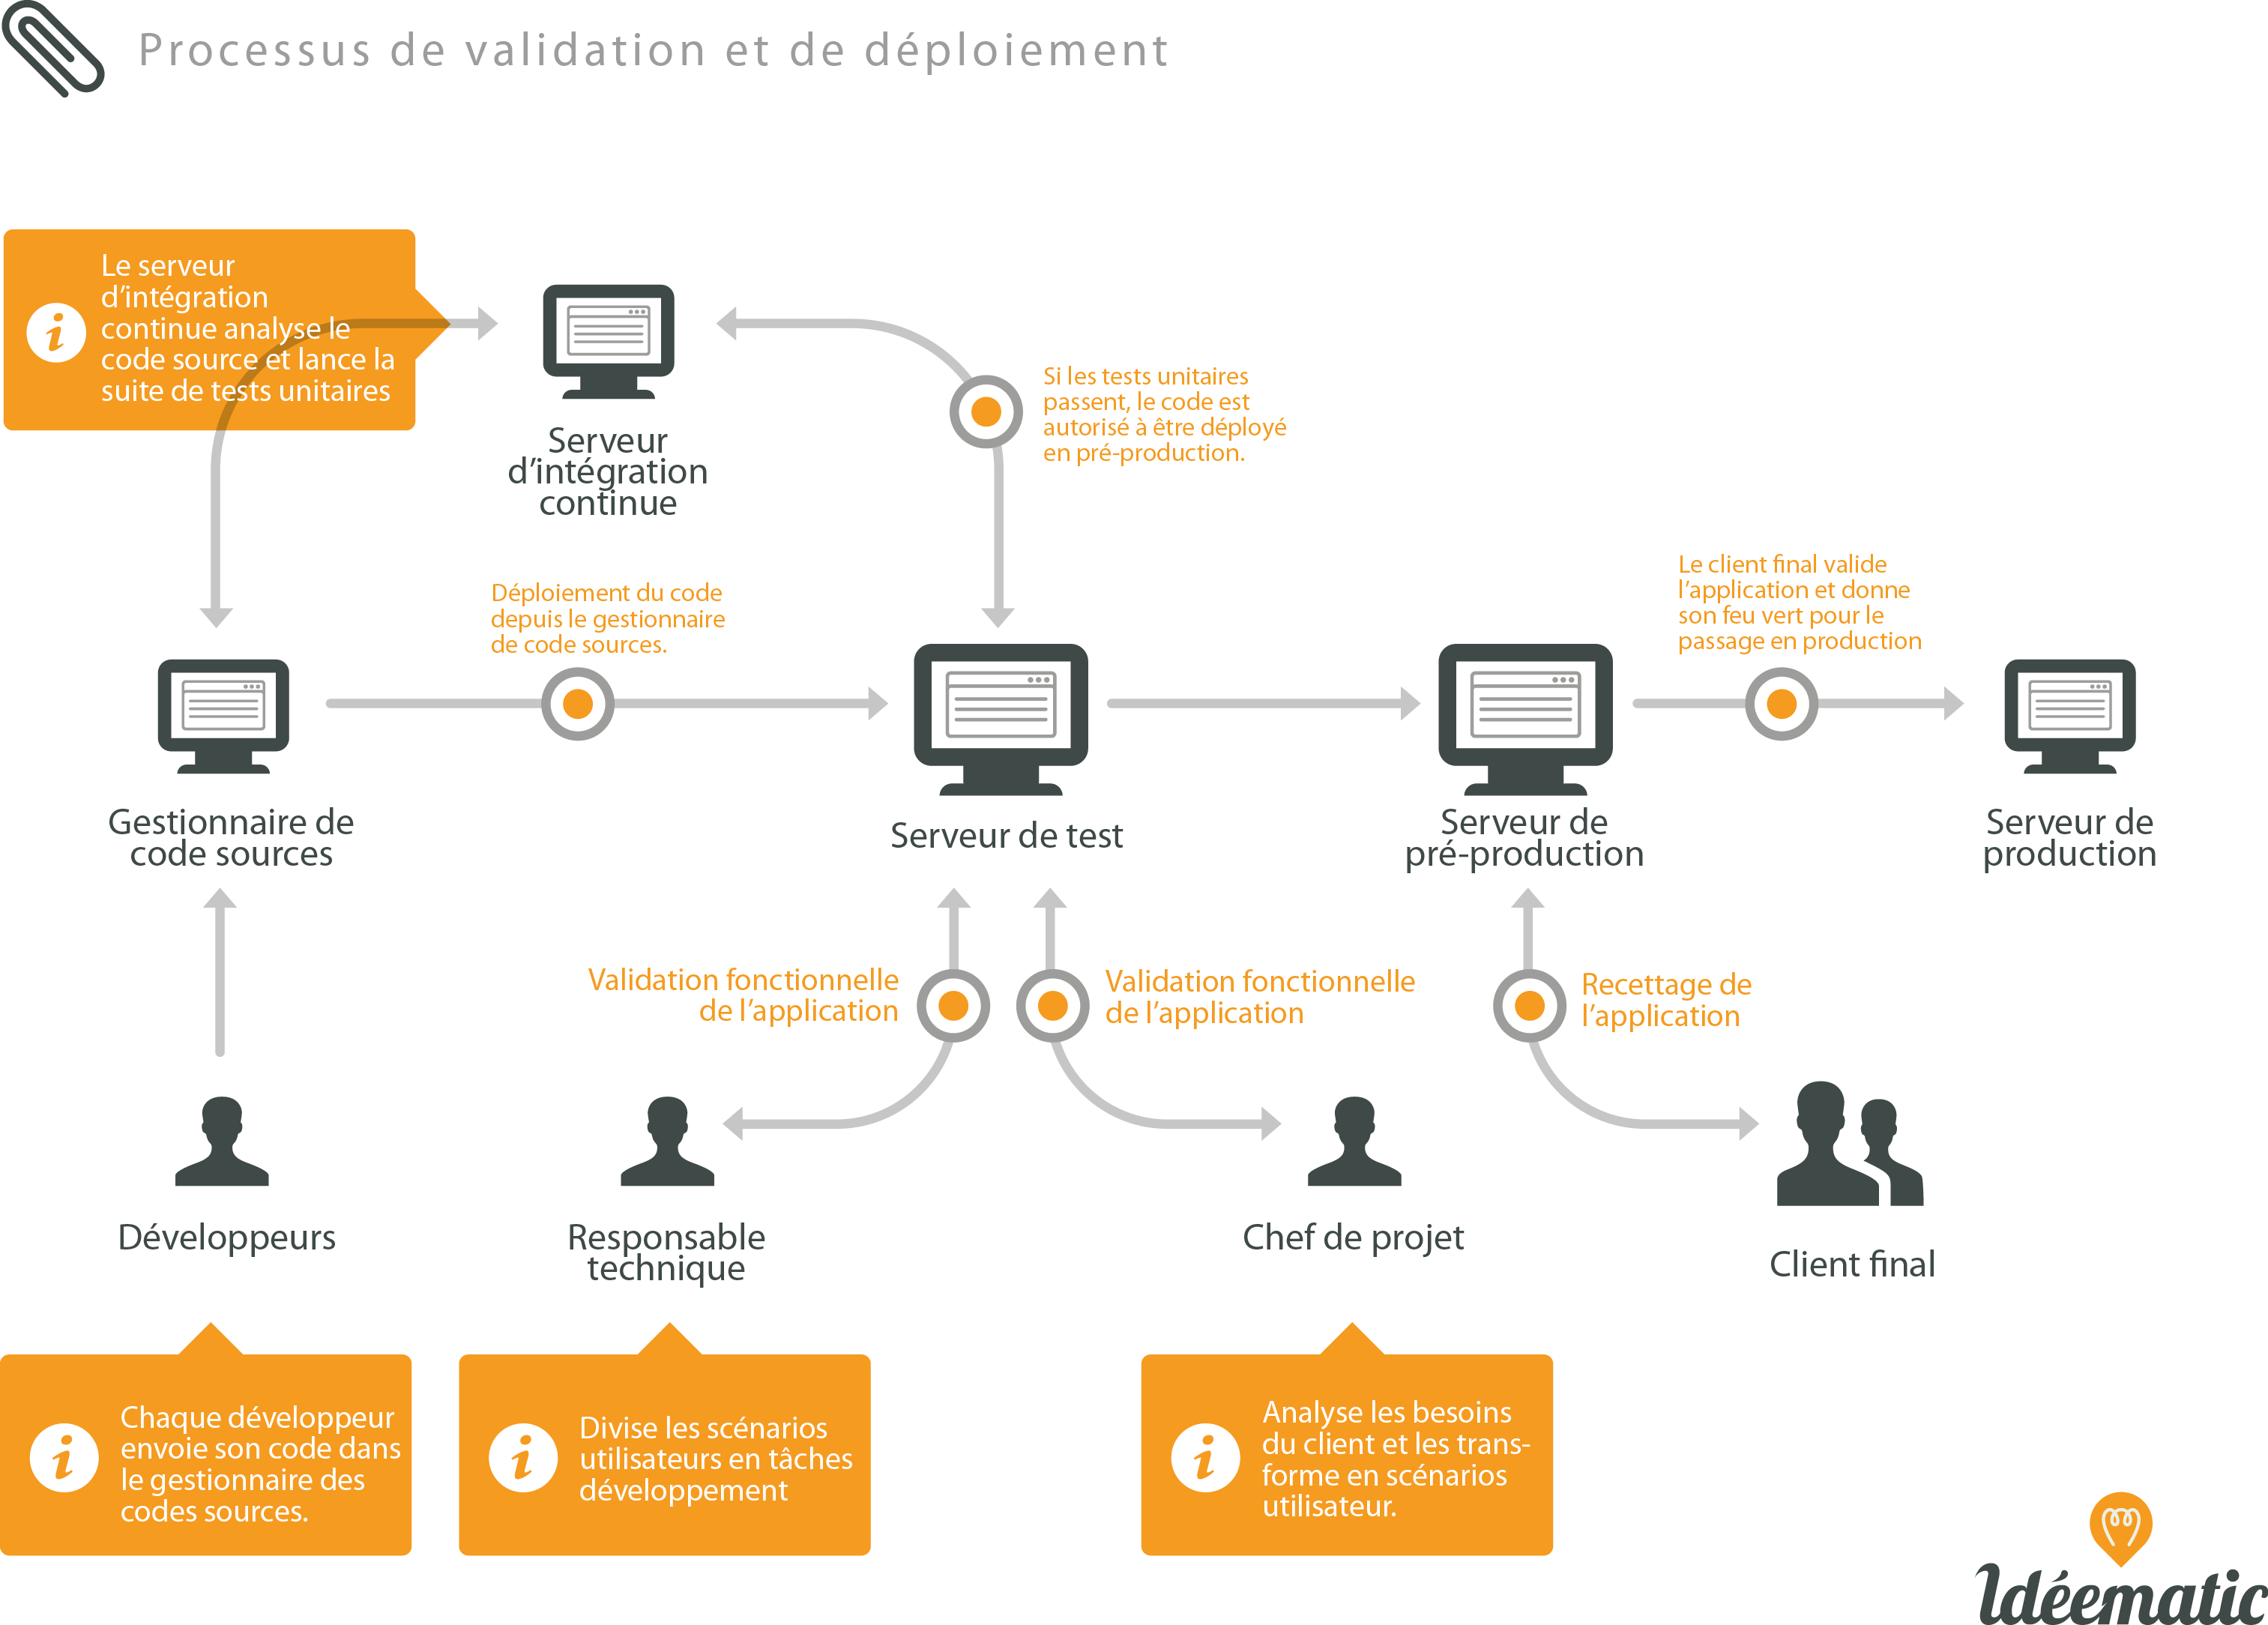 Processus de validation et de déploiement
Le serveur
d’intégration
continue analyse le
code source et lance la
suite de tests unitaires
Serveur
d’intégration
continue
Si les tests unitaires
passent, le code est
autorisé à être déployé
en pré-production.
Déploiement du code
depuis le gestionnaire
de code sources.
Le client final valide
l’application et donne
son feu vert pour le
passage en production
Gestionnaire de
code sources
Serveur de test
Serveur de
pré-production
Serveur de
production
Validation fonctionnelle
de l’application
Validation fonctionnelle
de l’application
Recettage de
l’application
Développeurs
Responsable
technique
Chef de projet
Client final
Chaque développeur
envoie son code dans
le gestionnaire des
codes sources.
Divise les scénarios
utilisateurs en tâches
développement
Analyse les besoins
du client et les trans-
forme en scénarios
utilisateur.
Idéematic